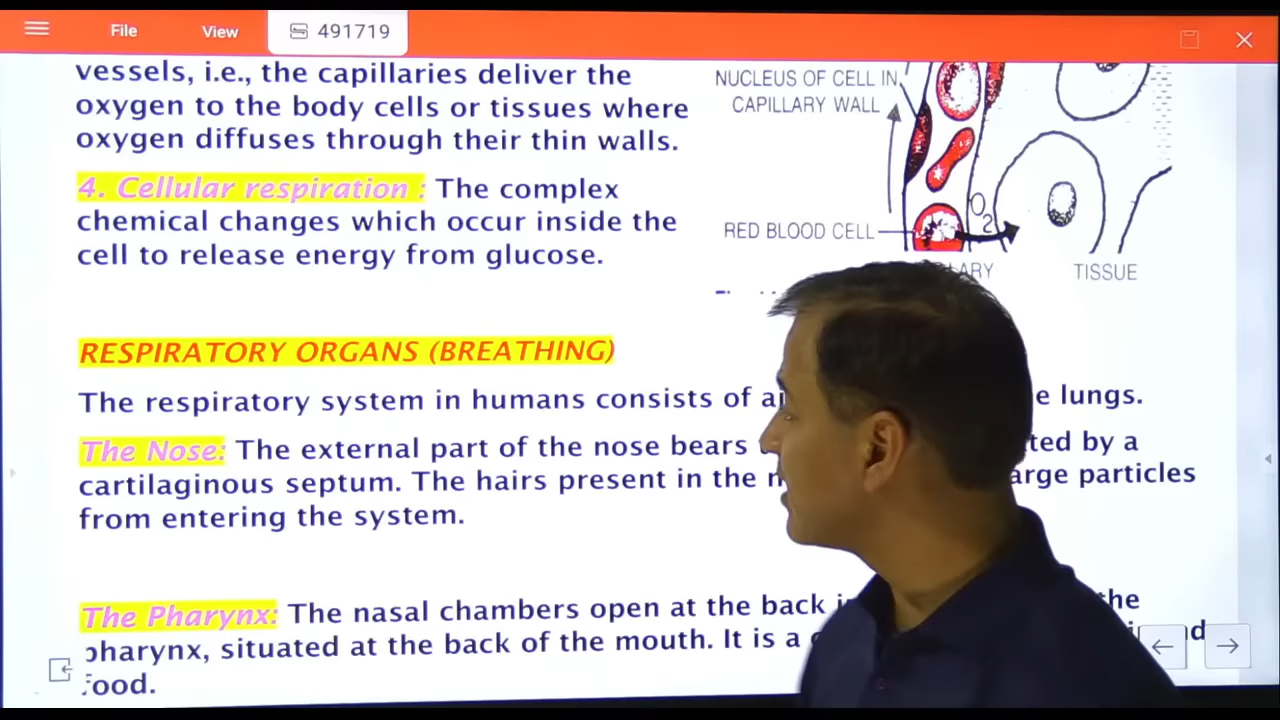 File View 491719
vessels, i.e., the capillaries deliver the
oxygen to the body cells or tissues where
oxygen diffuses through their thin walls.
4. Cellular respiration : The complex
chemical changes which occur inside the
cell to release energy from glucose.
NUCLEUS OF CELL IN
CAPILLARY WALL
RED BLOOD CELL
O2
TISSUE
RESPIRATORY ORGANS (BREATHING)
The respiratory system in humans consists of lungs.
The Nose: The external part of the nose bears by a
cartilaginous septum. The hairs present in the particles
from entering the system.
The Pharynx: The nasal chambers open at the back
pharynx, situated at the back of the mouth. It is a
food.